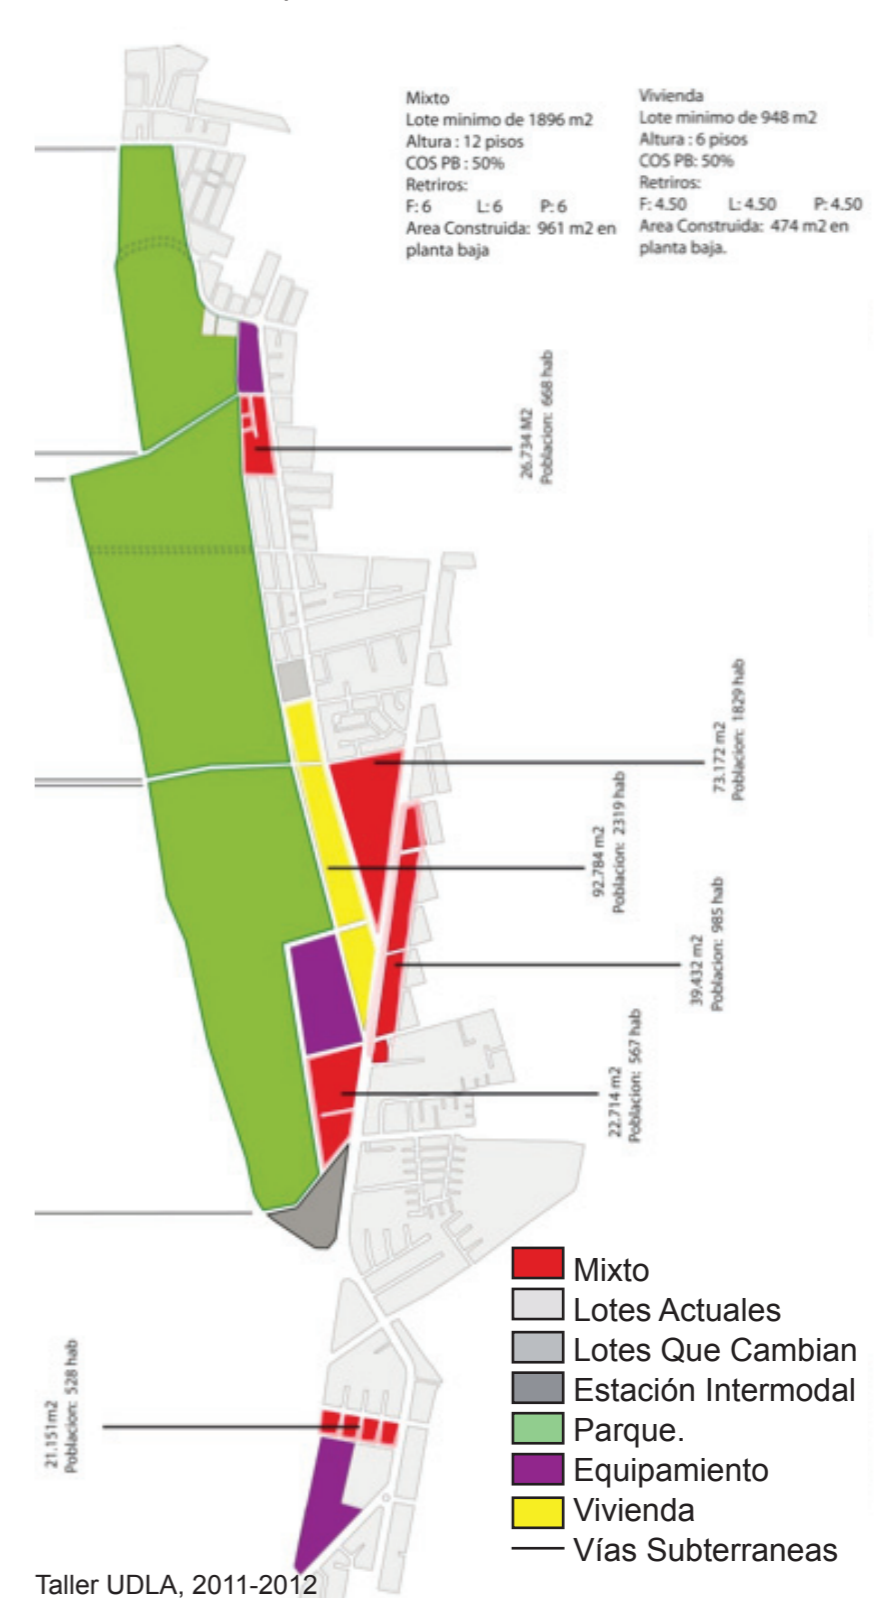 Mixto
Lote minimo de 1896 m2
Altura : 12 pisos
COS PB : 50%
Retriros:
F: 6 L: 6 P: 6
Area Construida: 961 m2 en
planta baja
Vivienda
Lote minimo de 948 m2
Altura : 6 pisos
COS PB: 50%
Retriros:
F: 4.50 L: 4.50 P: 4.50
Area Construida: 474 m2 en
planta baja.
26.734 M2
Poblacion: 668 hab
73.172 m2
Poblacion: 1829 hab
92.784 m2
Poblacion: 2319 hab
39.432 m2
Poblacion: 985 hab
22.714 m2
Poblacion: 567 hab
21.151m2
Poblacion: 528 hab
Mixto
Lotes Actuales
Lotes Que Cambian
Estación Intermodal
Parque.
Equipamiento
Vivienda
Vías Subterraneas
Taller UDLA, 2011-2012